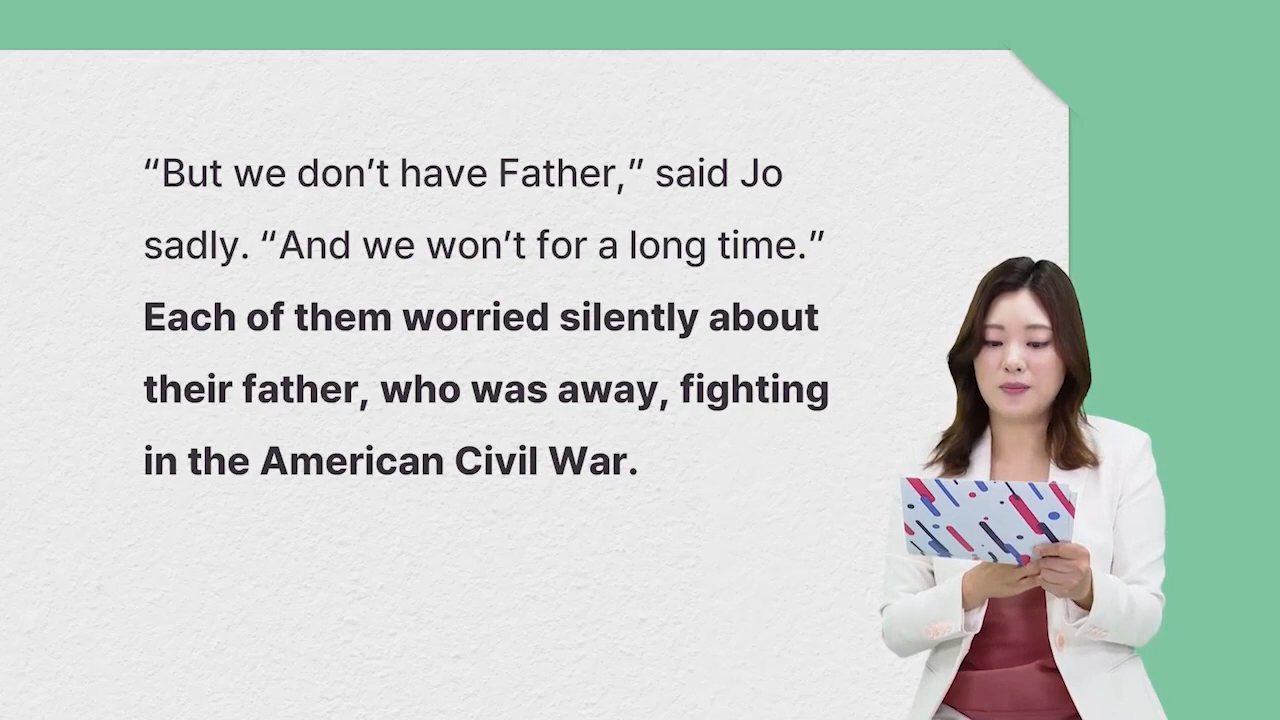 “But we don’t have Father,” said Jo
sadly. “And we won’t for a long time.”
Each of them worried silently about
their father, who was away, fighting
in the American Civil War.